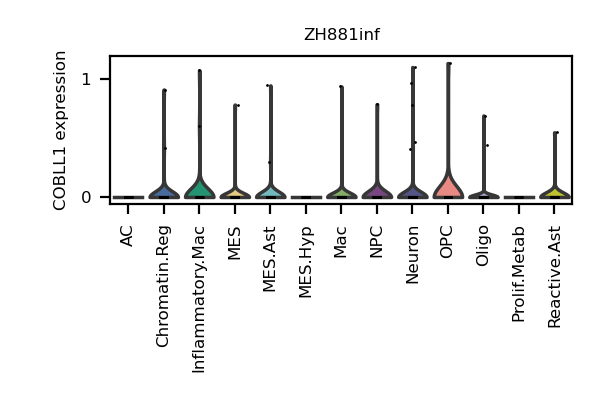 ZH881inf
COBLL1 expression
1
0
AC
Chromatin.Reg
Inflammatory.Mac
MES
MES.Ast
MES.Hyp
Mac
NPC
Neuron
OPC
Oligo
Prolif.Metab
Reactive.Ast